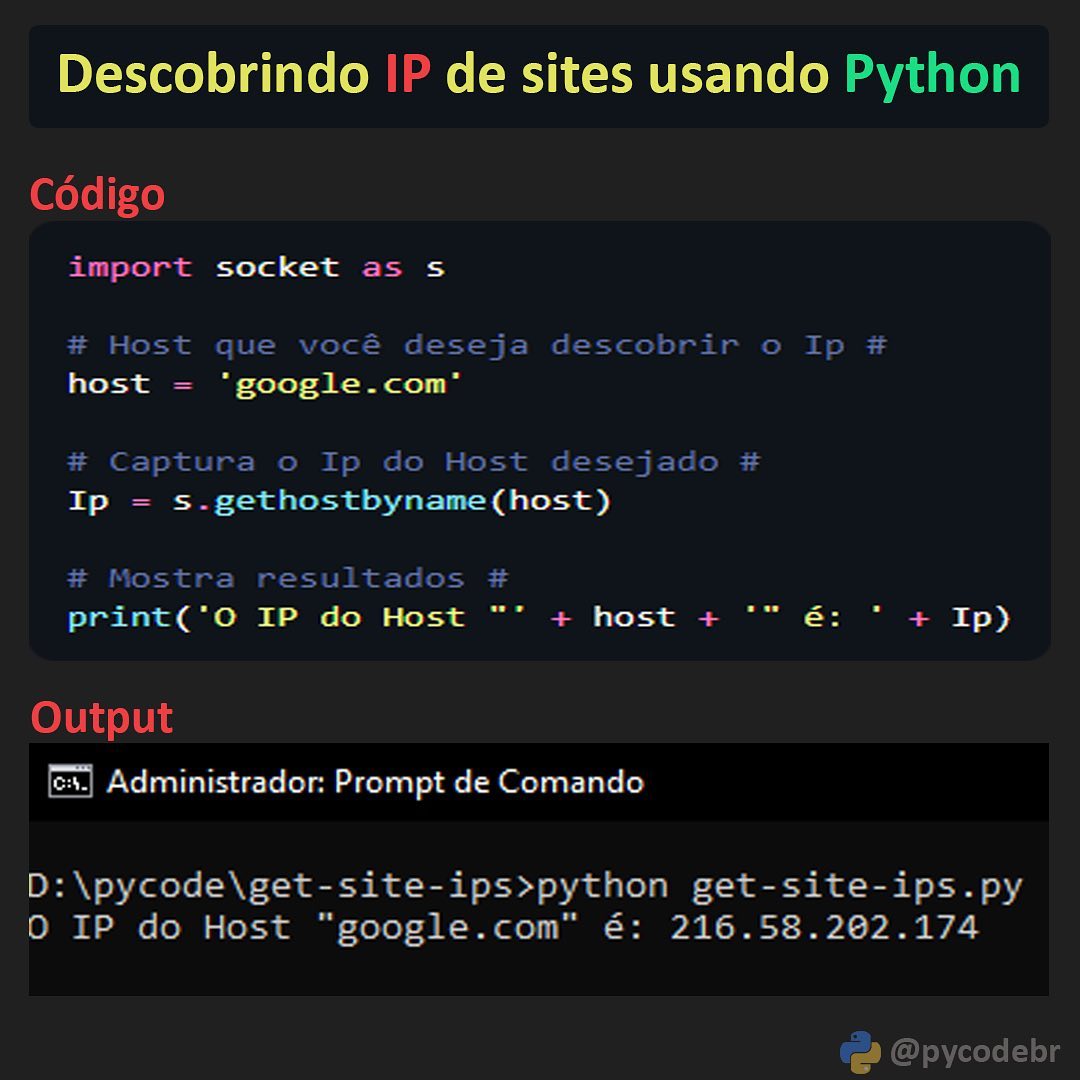 Descobrindo IP de sites usando Python
Código
import socket as s
# Host que você deseja descobrir o Ip #
host = 'google.com'
# Captura o Ip do Host desejado #
Ip = s.gethostbyname(host)
# Mostra resultados #
print('O IP do Host "' + host + '" é: ' + Ip)
Output
C:\. Administrador: Prompt de Comando
D:\pycode\get-site-ips>python get-site-ips.py
O IP do Host "google.com" é: 216.58.202.174
@pycodebr